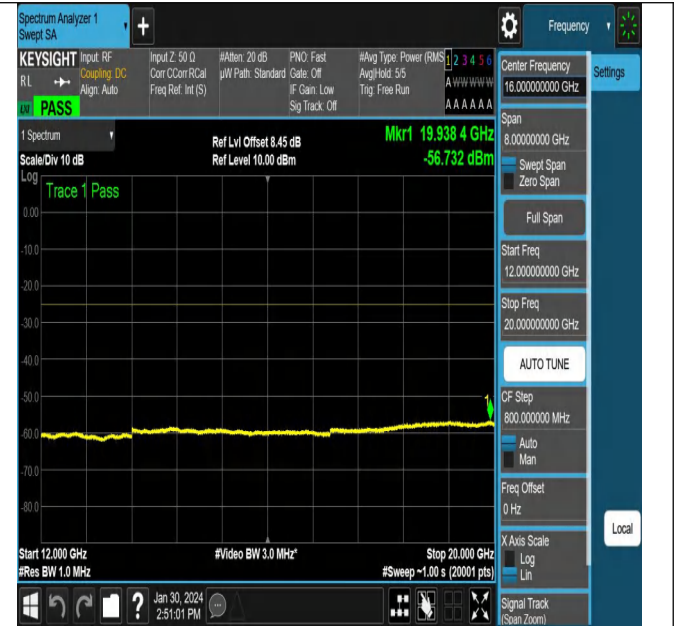 Spectrum Analyzer 1
Swept SA
+
Frequency
KEYSIGHT
RL
LXI PASS
Input: RF
Coupling: DC
Align: Auto
Input Z: 50 Ω
Corr CCorr RCal
Freq Ref: Int (S)
#Atten: 20 dB
µW Path: Standard
PNO: Fast
Gate: Off
IF Gain: Low
Sig Track: Off
#Avg Type: Power (RMS
Avg|Hold: 5/5
Trig: Free Run
1 2 3 4 5 6
A W W W W W
A A A A A A
1 Spectrum
Scale/Div 10 dB
Ref Lvl Offset 8.45 dB
Ref Level 10.00 dBm
Mkr1 19.938 4 GHz
-56.732 dBm
Log
Trace 1 Pass
0.00
-10.0
-20.0
-30.0
-40.0
-50.0
-60.0
-70.0
-80.0
1
Start 12.000 GHz
#Res BW 1.0 MHz
#Video BW 3.0 MHz*
Stop 20.000 GHz
#Sweep ~1.00 s (20001 pts)
Center Frequency
16.000000000 GHz
Settings
Span
8.00000000 GHz
Swept Span
Zero Span
Full Span
Start Freq
12.000000000 GHz
Stop Freq
20.000000000 GHz
AUTO TUNE
CF Step
800.000000 MHz
Auto
Man
Freq Offset
0 Hz
X Axis Scale
Log
Lin
Local
Signal Track
(Span Zoom)
?
Jan 30, 2024
2:51:01 PM